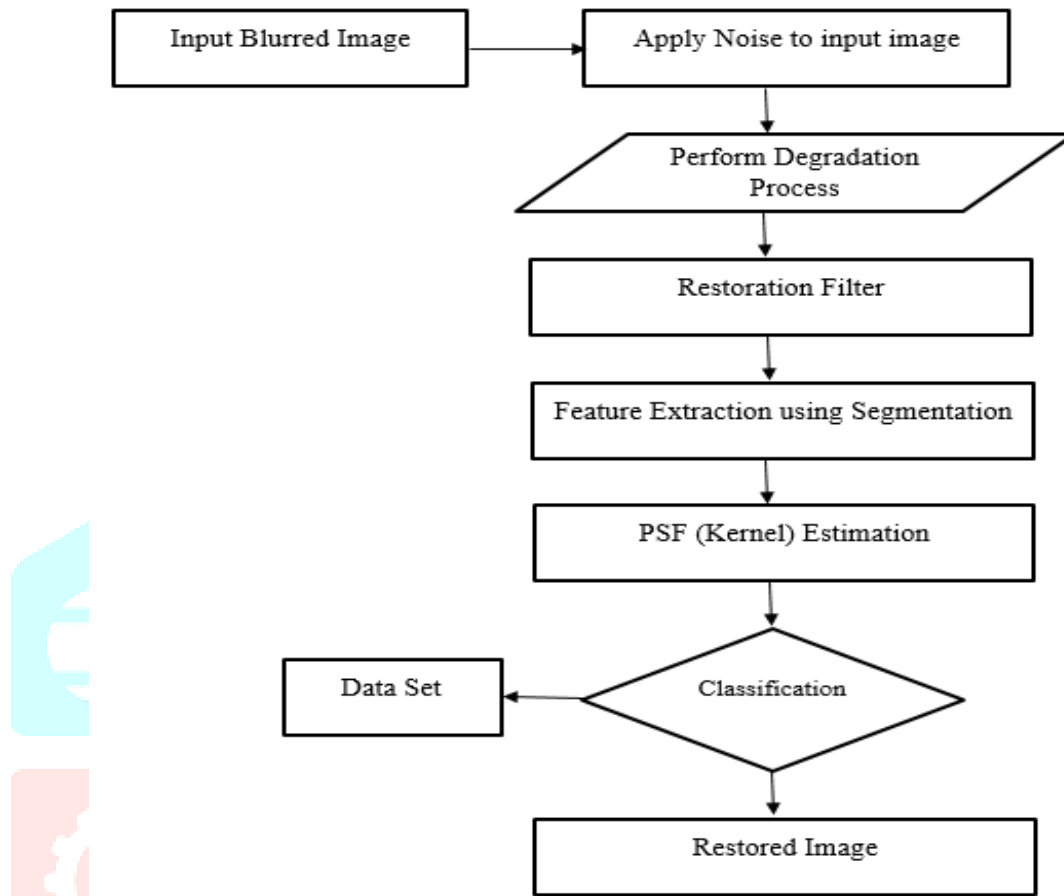 Input Blurred Image
Apply Noise to input image
Perform Degradation
Process
Restoration Filter
Feature Extraction using Segmentation
PSF (Kernel) Estimation
Data Set
Classification
Restored Image